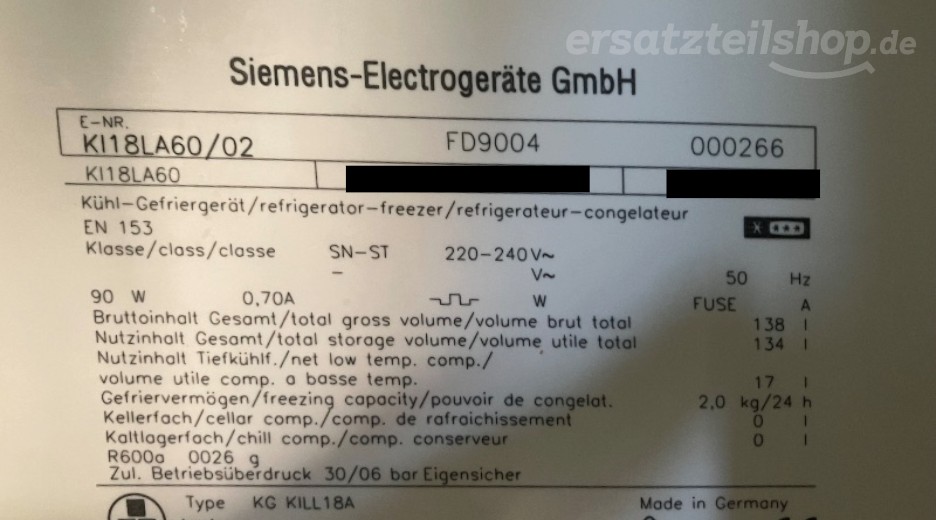 ersatzteilshop.de
Siemens-Electrogeräte GmbH
E-NR.
KI18LA60/02 FD9004 000266
KI18LA60
Kühl-Gefriergerät/refrigerator-freezer/refrigerateur-congelateur
EN 153
Klasse/class/classe SN-ST 220-240V~
- V~
50 Hz
90 W 0,70A W FUSE A
Bruttoinhalt Gesamt/total gross volume/volume brut total 138 l
Nutzinhalt Gesamt/total storage volume/volume utile total 134 l
Nutzinhalt Tiefkühlf./net low temp. comp./
volume utile comp. a basse temp. 17 l
Gefriervermögen/freezing capacity/pouvoir de congelat. 2,0 kg/24 h
Kellerfach/cellar comp./comp. de rafraichissement 0 l
Kaltlagerfach/chill comp./comp. conserveur 0 l
R600a 0026 g
Zul. Betriebsüberdruck 30/06 bar Eigensicher
Type KG KILL18A Made in Germany